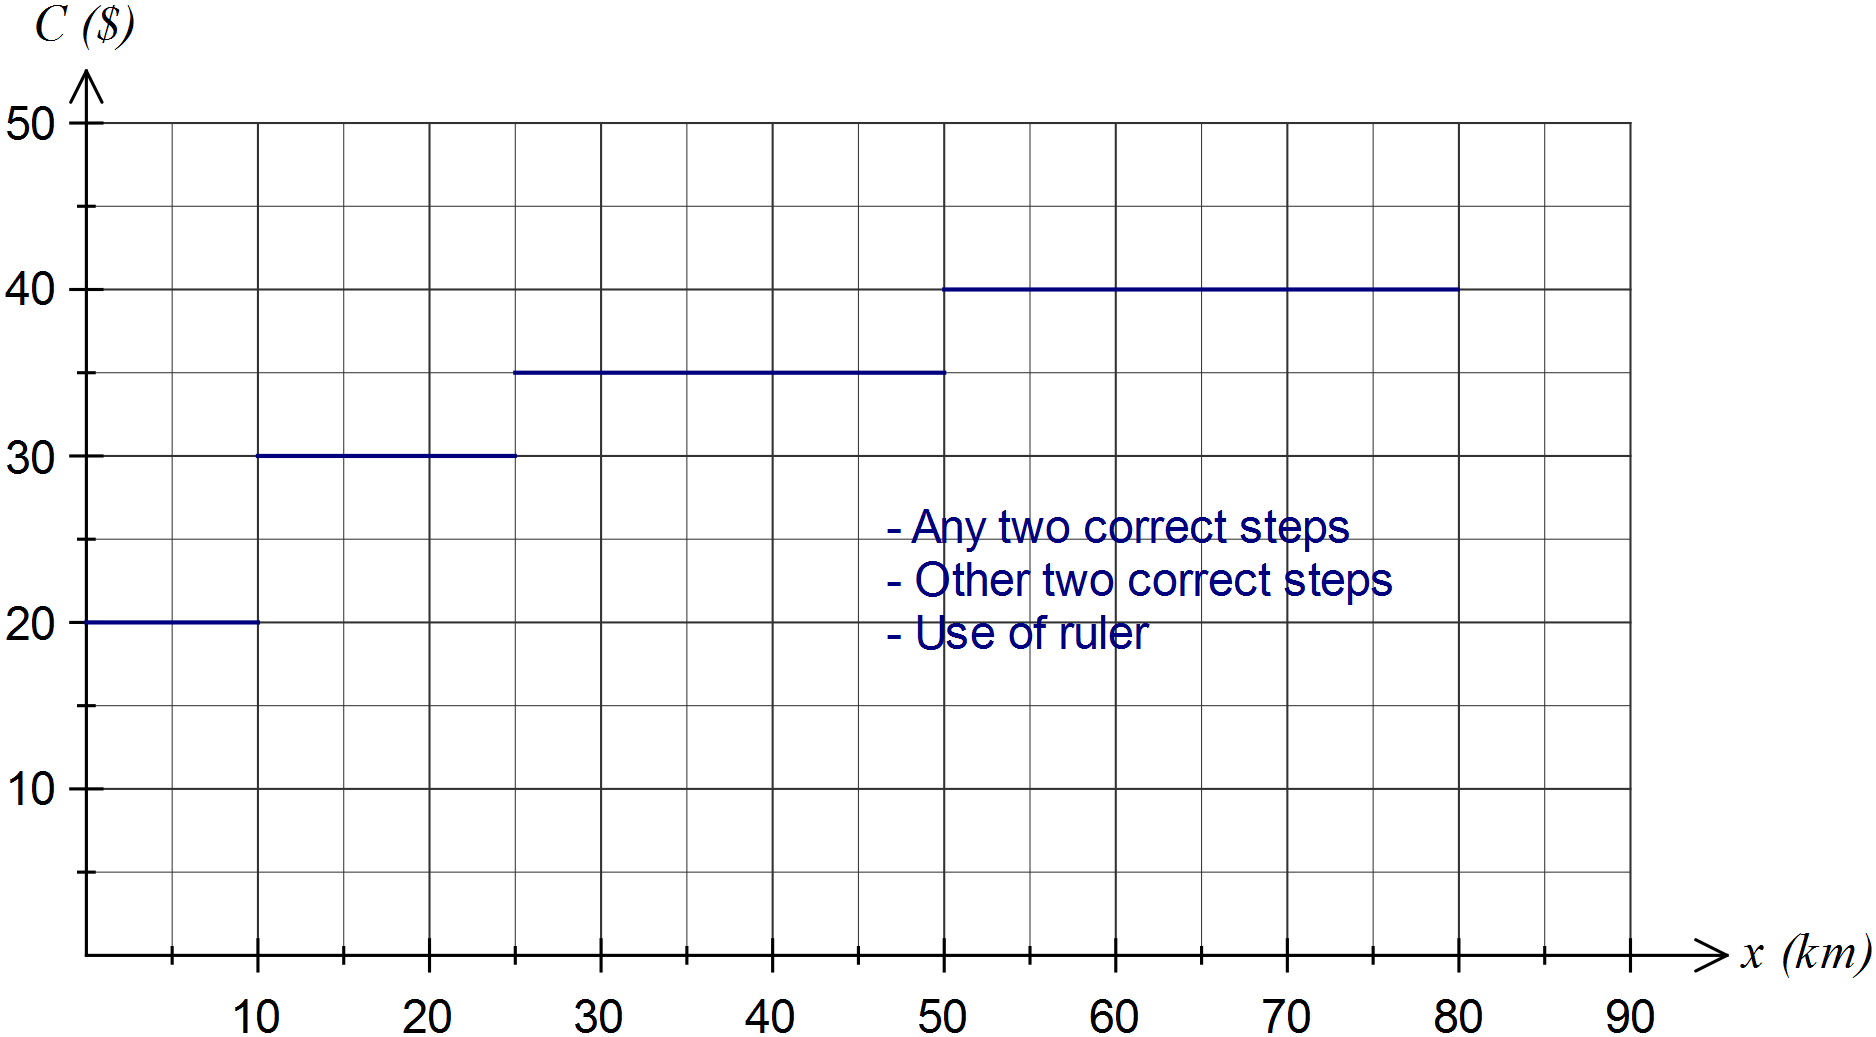 C ($)
50
40
30
- Any two correct steps
- Other two correct steps
20
- Use of ruler
10
x (km)
10 20 30 40 50 60 70 80 90